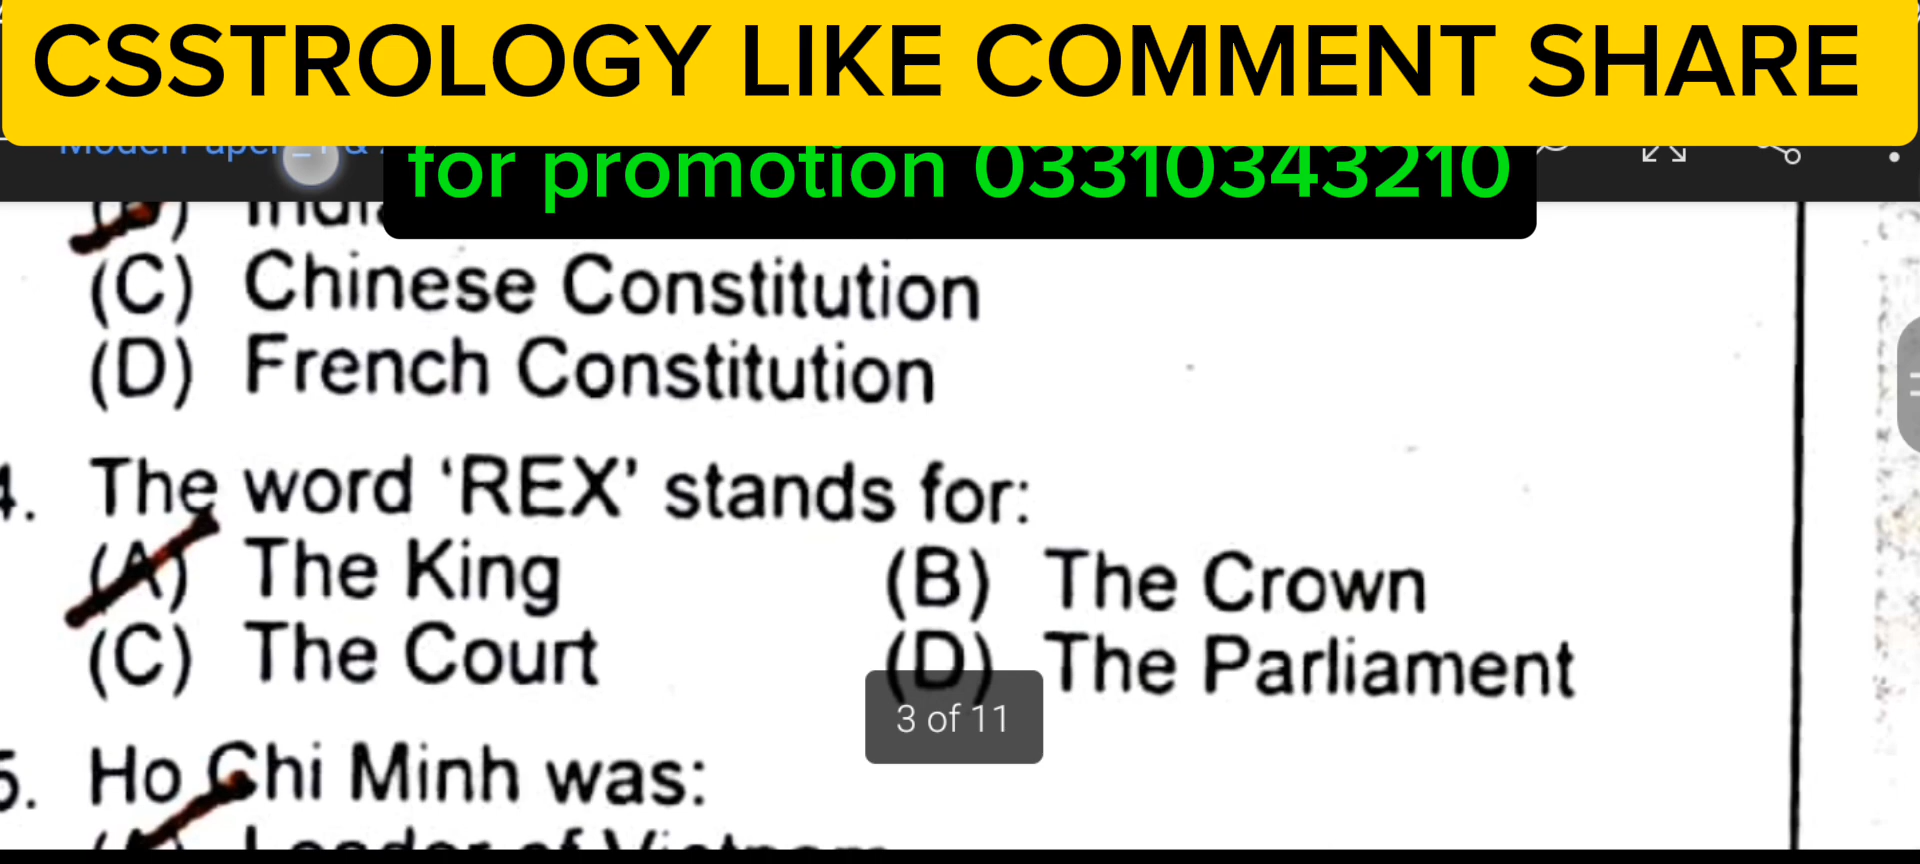 CSSTROLOGY LIKE COMMENT SHARE
for promotion 03310343210
(C) Chinese Constitution
(D) French Constitution
4. The word ‘REX’ stands for:
(A) The King (B) The Crown
(C) The Court (D) The Parliament
3 of 11
5. Ho Chi Minh was: